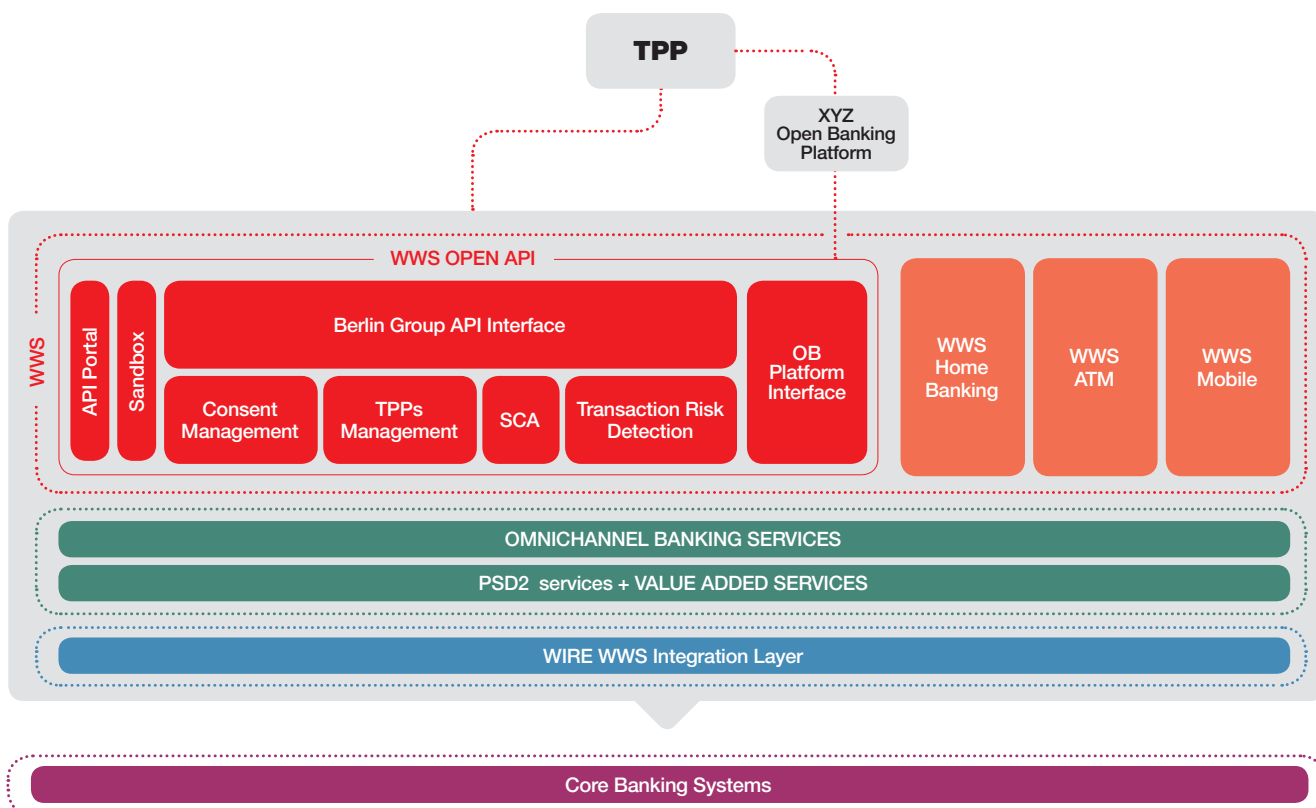 TPP
XYZ
Open Banking
Platform
WWS OPEN API
WWS
API Portal
Sandbox
Berlin Group API Interface
Consent
Management
TPPs
Management
SCA
Transaction Risk
Detection
OB
Platform
Interface
WWS
Home
Banking
WWS
ATM
WWS
Mobile
OMNICHANNEL BANKING SERVICES
PSD2 services + VALUE ADDED SERVICES
WIRE WWS Integration Layer
Core Banking Systems